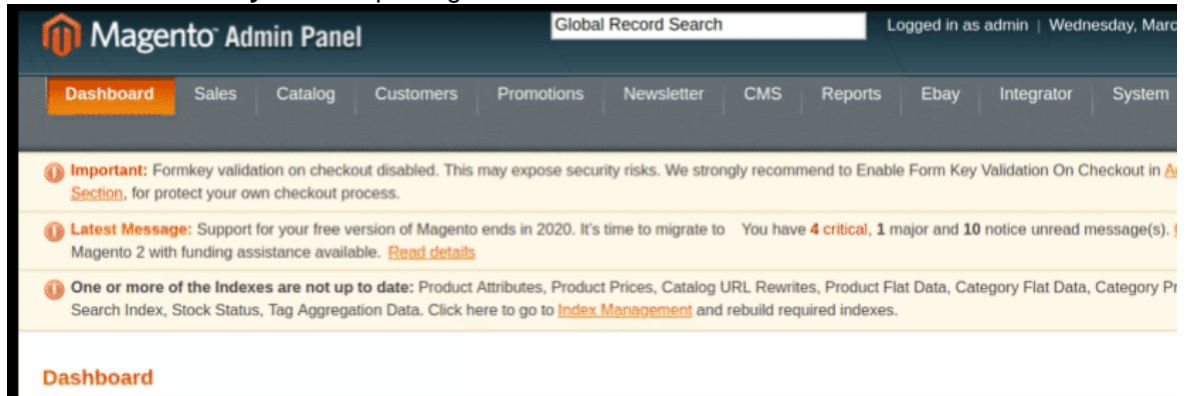 Magento Admin Panel
Global Record Search
Logged in as admin | Wednesday,
Dashboard Sales Catalog Customers Promotions Newsletter CMS Reports Ebay Integrator System
Important: Formkey validation on checkout disabled. This may expose security risks. We strongly recommend to Enable Form Key Validation On Checkout in
Section, for protect your own checkout process.
Latest Message: Support for your free version of Magento ends in 2020. It's time to migrate to
Magento 2 with funding assistance available. Read details
You have 4 critical, 1 major and 10 notice unread message(s).
One or more of the Indexes are not up to date: Product Attributes, Product Prices, Catalog URL Rewrites, Product Flat Data, Category Flat Data, Category
Search Index, Stock Status, Tag Aggregation Data. Click here to go to Index Management and rebuild required indexes.
Dashboard